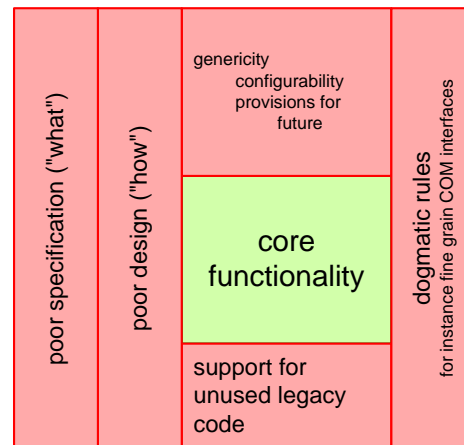 poor specification ("what")
poor design ("how")
genericity
configurability
provisions for
future
core
functionality
support for
unused legacy
code
dogmatic rules
for instance fine grain COM interfaces